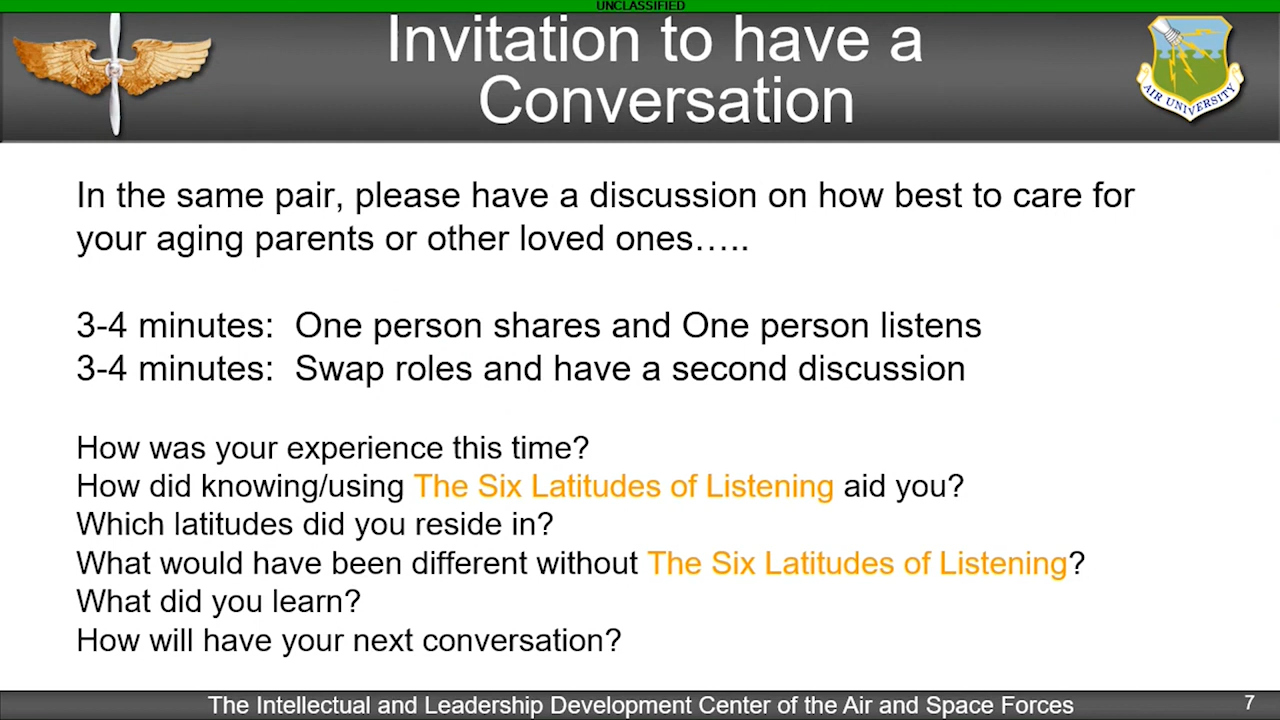 UNCLASSIFIED
Invitation to have a
Conversation
AIR UNIVERSITY
In the same pair, please have a discussion on how best to care for
your aging parents or other loved ones…..
3-4 minutes: One person shares and One person listens
3-4 minutes: Swap roles and have a second discussion
How was your experience this time?
How did knowing/using The Six Latitudes of Listening aid you?
Which latitudes did you reside in?
What would have been different without The Six Latitudes of Listening?
What did you learn?
How will have your next conversation?
The Intellectual and Leadership Development Center of the Air and Space Forces
7